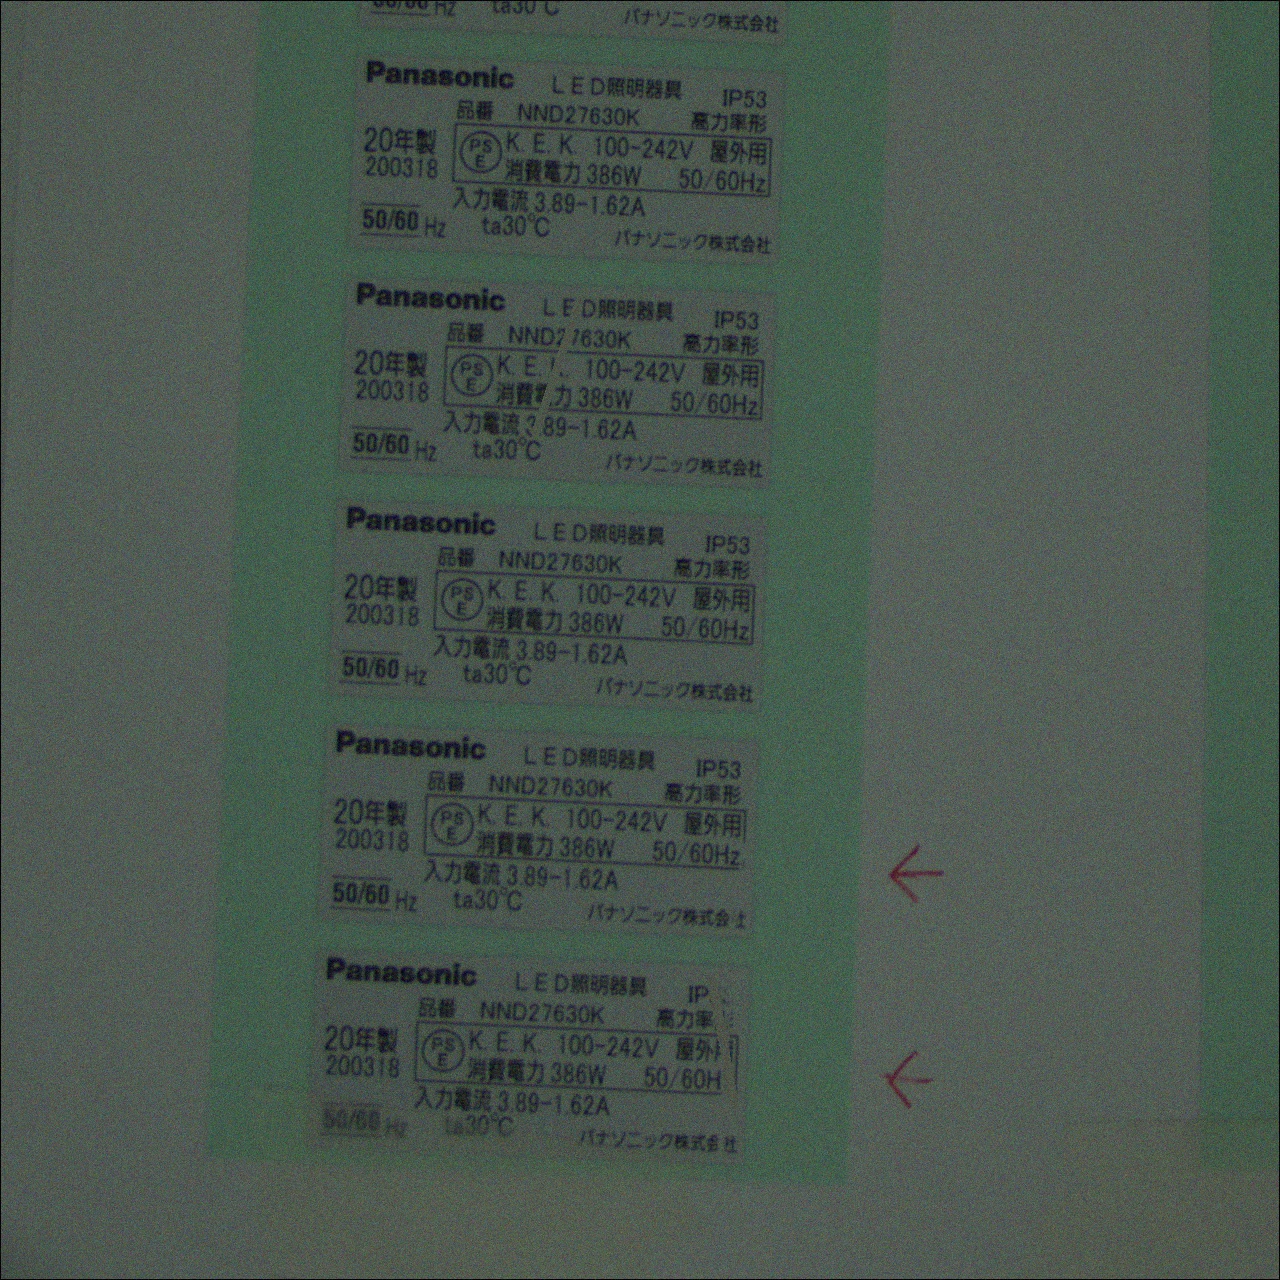 50/60 Hz ta30℃ パナソニック株式会社
Panasonic LED照明器具 IP53
品番 NND27630K 高力率形
20年製 PSE K.E.K. 100-242V 屋外用
200318 消費電力 386W 50/60Hz
入力電流 3.89-1.62A
50/60 Hz ta30℃ パナソニック株式会社
Panasonic LED照明器具 IP53
品番 NND27630K 高力率形
20年製 PSE K.E. 100-242V 屋外用
200318 消費 力 386W 50/60Hz
入力電流 .89-1.62A
50/60 Hz ta30℃ パナソニック株式会社
Panasonic LED照明器具 IP53
品番 NND27630K 高力率形
20年製 PSE K.E.K. 100-242V 屋外用
200318 消費電力 386W 50/60Hz
入力電流 3.89-1.62A
50/60 Hz ta30℃ パナソニック株式会社
Panasonic LED照明器具 IP53
品番 NND27630K 高力率形
20年製 PSE K.E.K. 100-242V 屋外用
200318 消費電力 386W 50/60Hz
入力電流 3.89-1.62A
50/60 Hz ta30℃ パナソニック株式会社
Panasonic LED照明器具 IP
品番 NND27630K 高力率
20年製 PSE K.E.K. 100-242V 屋外
200318 消費電力 386W 50/60H
入力電流 3.89-1.62A
50/60 Hz ta30℃ パナソニック株式会社